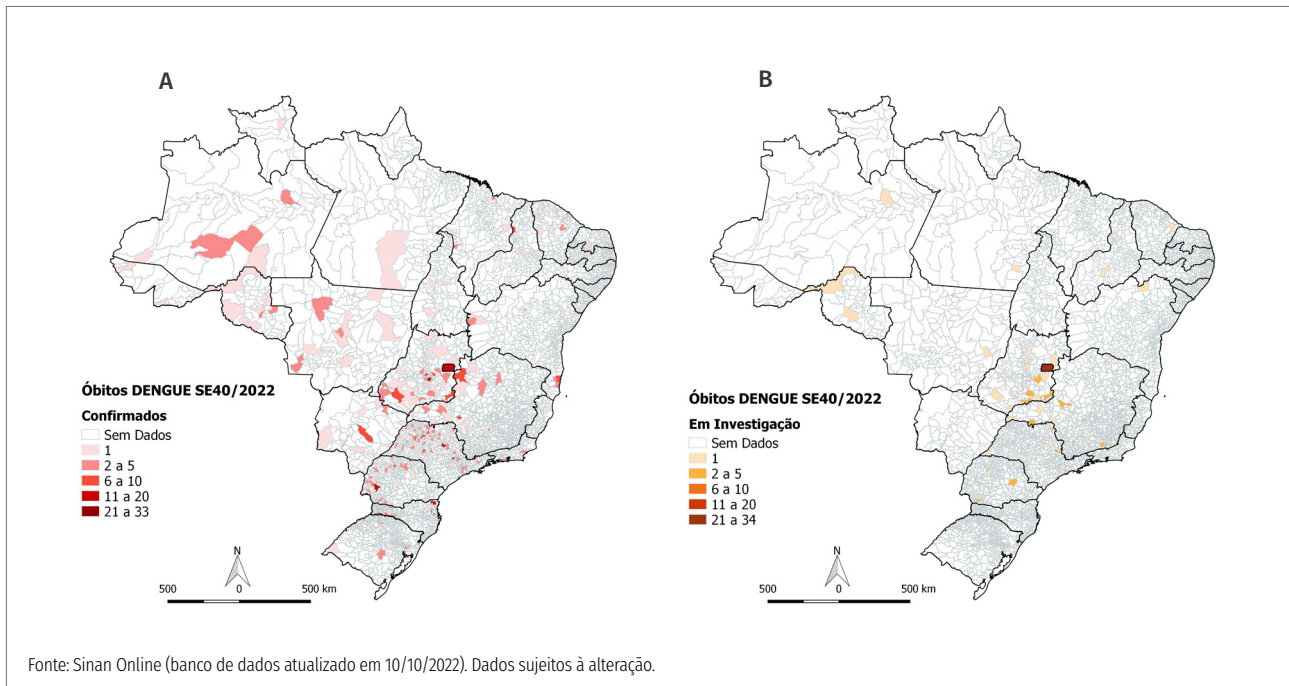 A
Óbitos DENGUE SE40/2022
Confirmados
Sem Dados
1
2 a 5
6 a 10
11 a 20
21 a 33
N
500 0 500 km
B
Óbitos DENGUE SE40/2022
Em Investigação
Sem Dados
1
2 a 5
6 a 10
11 a 20
21 a 34
N
500 0 500 km
Fonte: Sinan Online (banco de dados atualizado em 10/10/2022). Dados sujeitos à alteração.